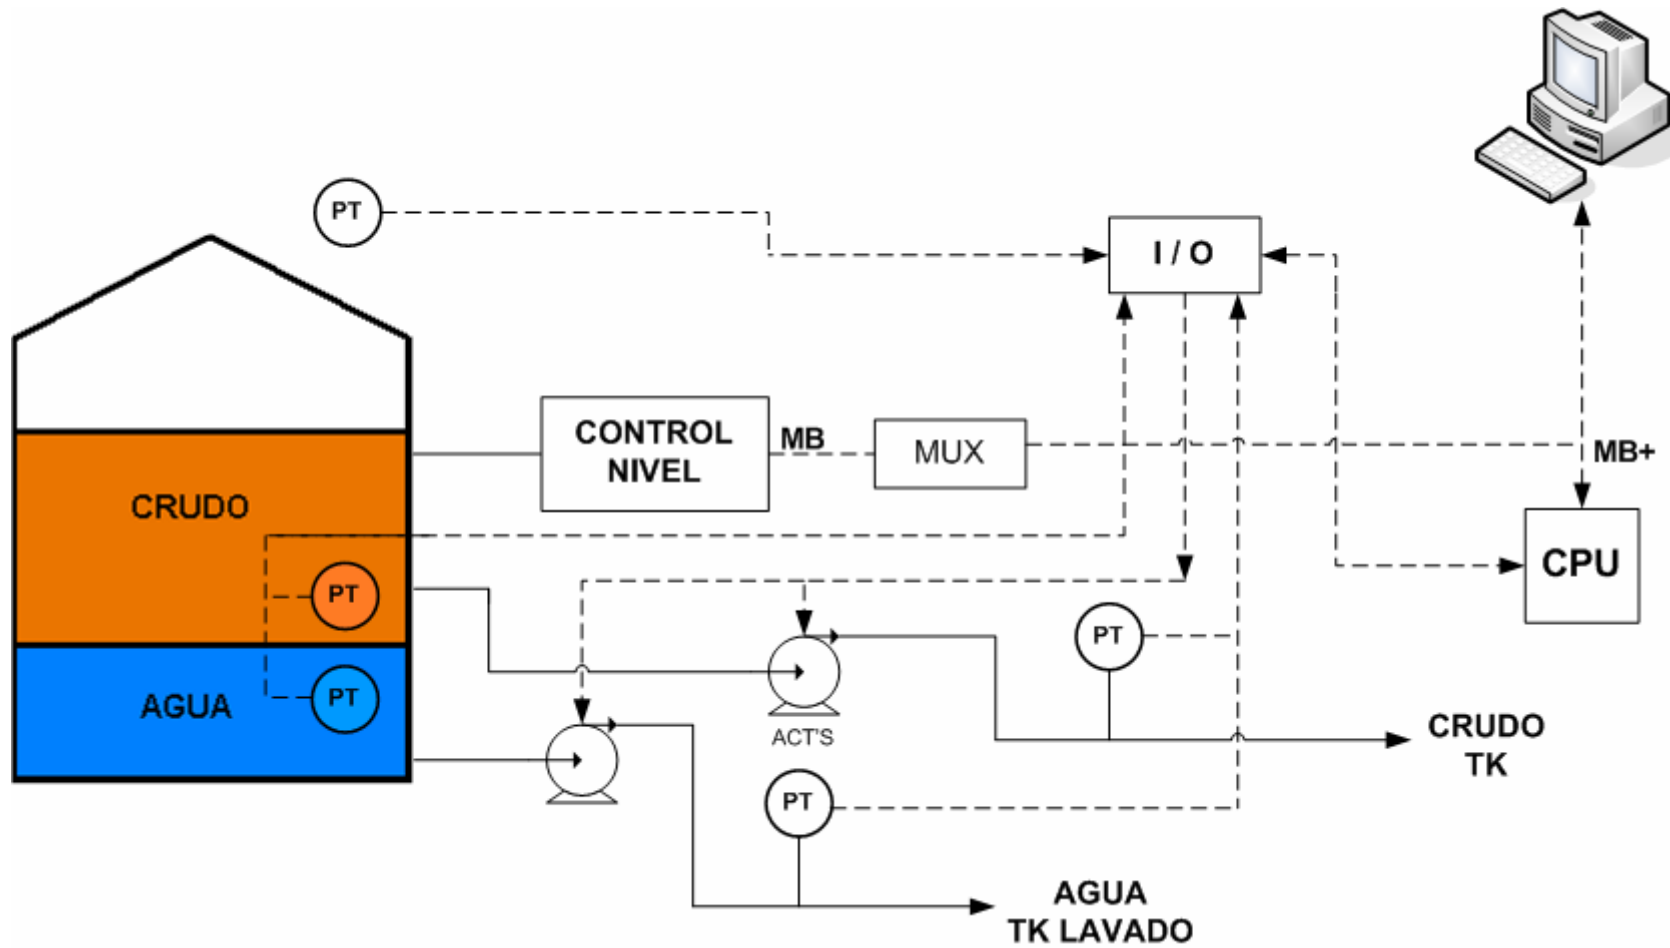 PT
I / O
CONTROL
NIVEL
MB
MUX
MB+
CRUDO
CPU
PT
PT
AGUA
PT
ACT'S
CRUDO
TK
PT
AGUA
TK LAVADO